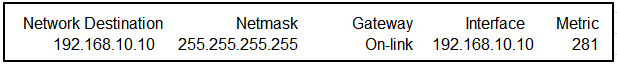 Network Destination Netmask Gateway Interface Metric
192.168.10.10 255.255.255.255 On-link 192.168.10.10 281